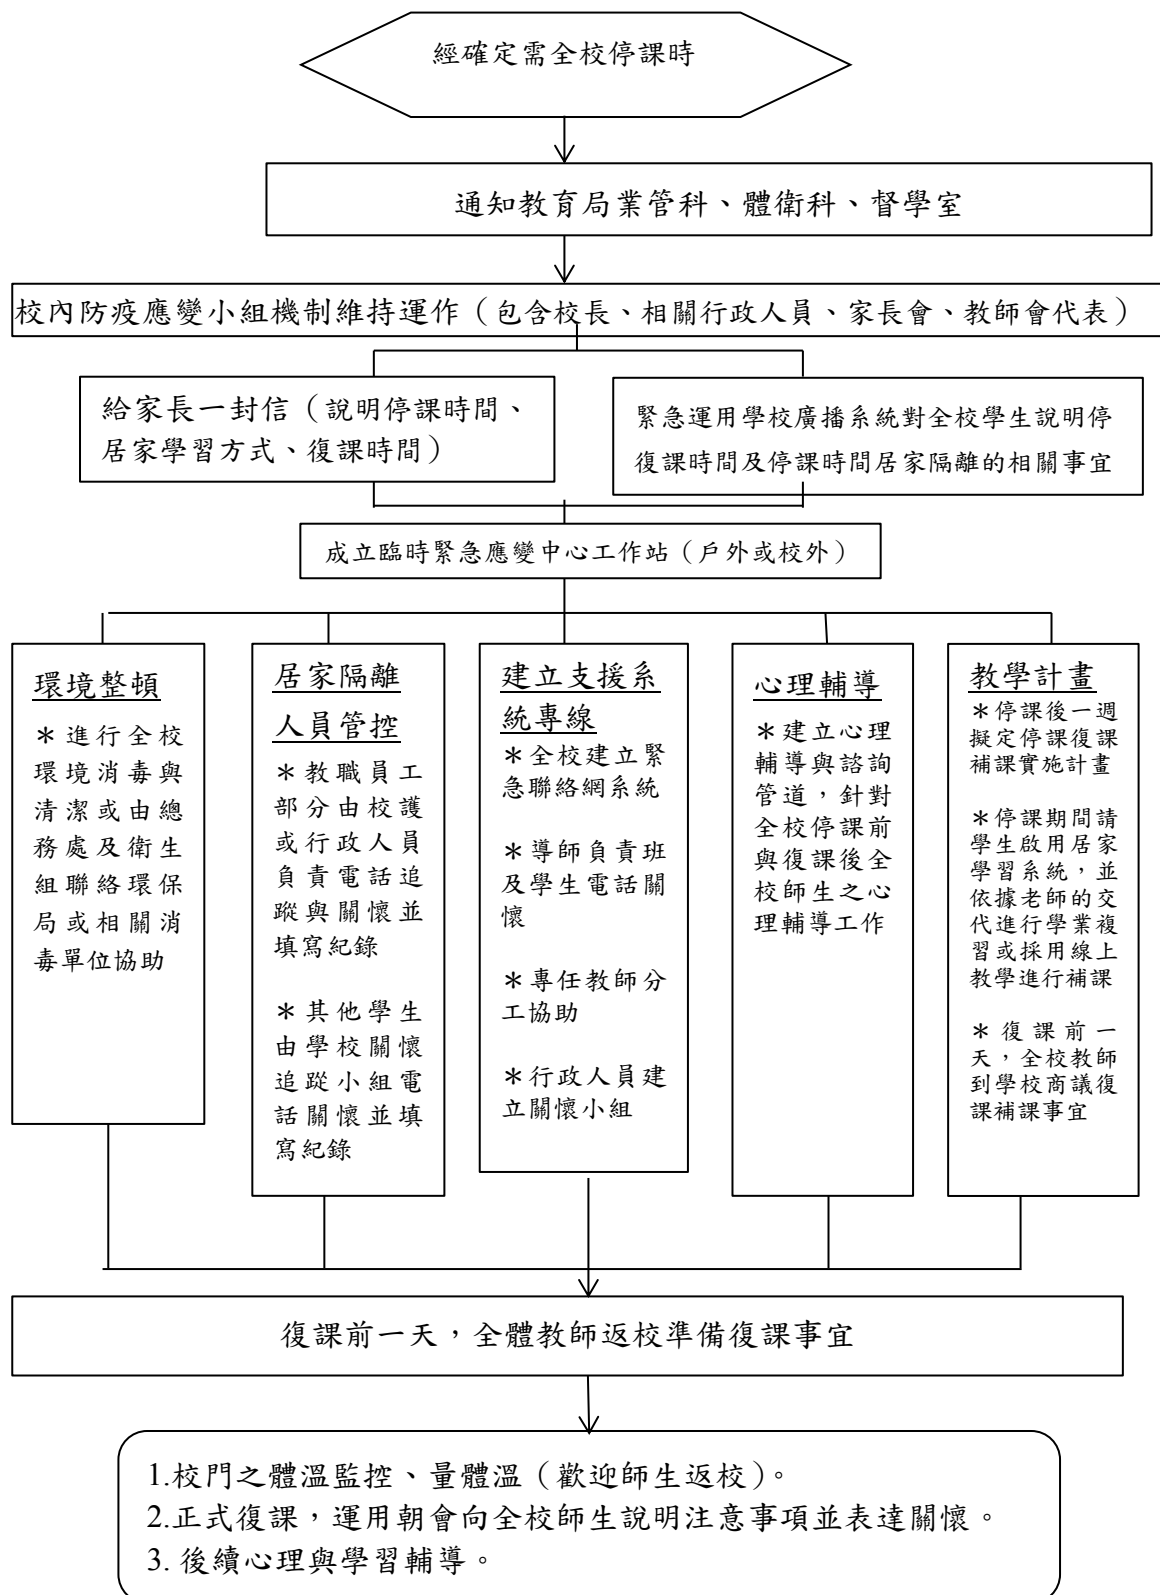 經確定需全校停課時
通知教育局業管科、體衛科、督學室
校內防疫應變小組機制維持運作（包含校長、相關行政人員、家長會、教師會代表）
給家長一封信（說明停課時間、
居家學習方式、復課時間）
緊急運用學校廣播系統對全校學生說明停
復課時間及停課時間居家隔離的相關事宜
成立臨時緊急應變中心工作站（戶外或校外）
環境整頓
＊進行全校
環境消毒與
清潔或由總
務處及衛生
組聯絡環保
局或相關消
毒單位協助
居家隔離
人員管控
＊教職員工
部分由校護
或行政人員
負責電話追
蹤與關懷並
填寫紀錄
＊其他學生
由學校關懷
追蹤小組電
話關懷並填
寫紀錄
建立支援系
統專線
＊全校建立緊
急聯絡網系統
＊導師負責班
及學生電話關
懷
＊專任教師分
工協助
＊行政人員建
立關懷小組
心理輔導
＊建立心理
輔導與諮詢
管道，針對
全校停課前
與復課後全
校師生之心
理輔導工作
教學計畫
＊停課後一週
擬定停課復課
補課實施計畫
＊停課期間請
學生啟用居家
學習系統，並
依據老師的交
代進行學業複
習或採用線上
教學進行補課
＊復課前一
天，全校教師
到學校商議復
課補課事宜
復課前一天，全體教師返校準備復課事宜
1.校門之體溫監控、量體溫（歡迎師生返校）。
2.正式復課，運用朝會向全校師生說明注意事項並表達關懷。
3. 後續心理與學習輔導。